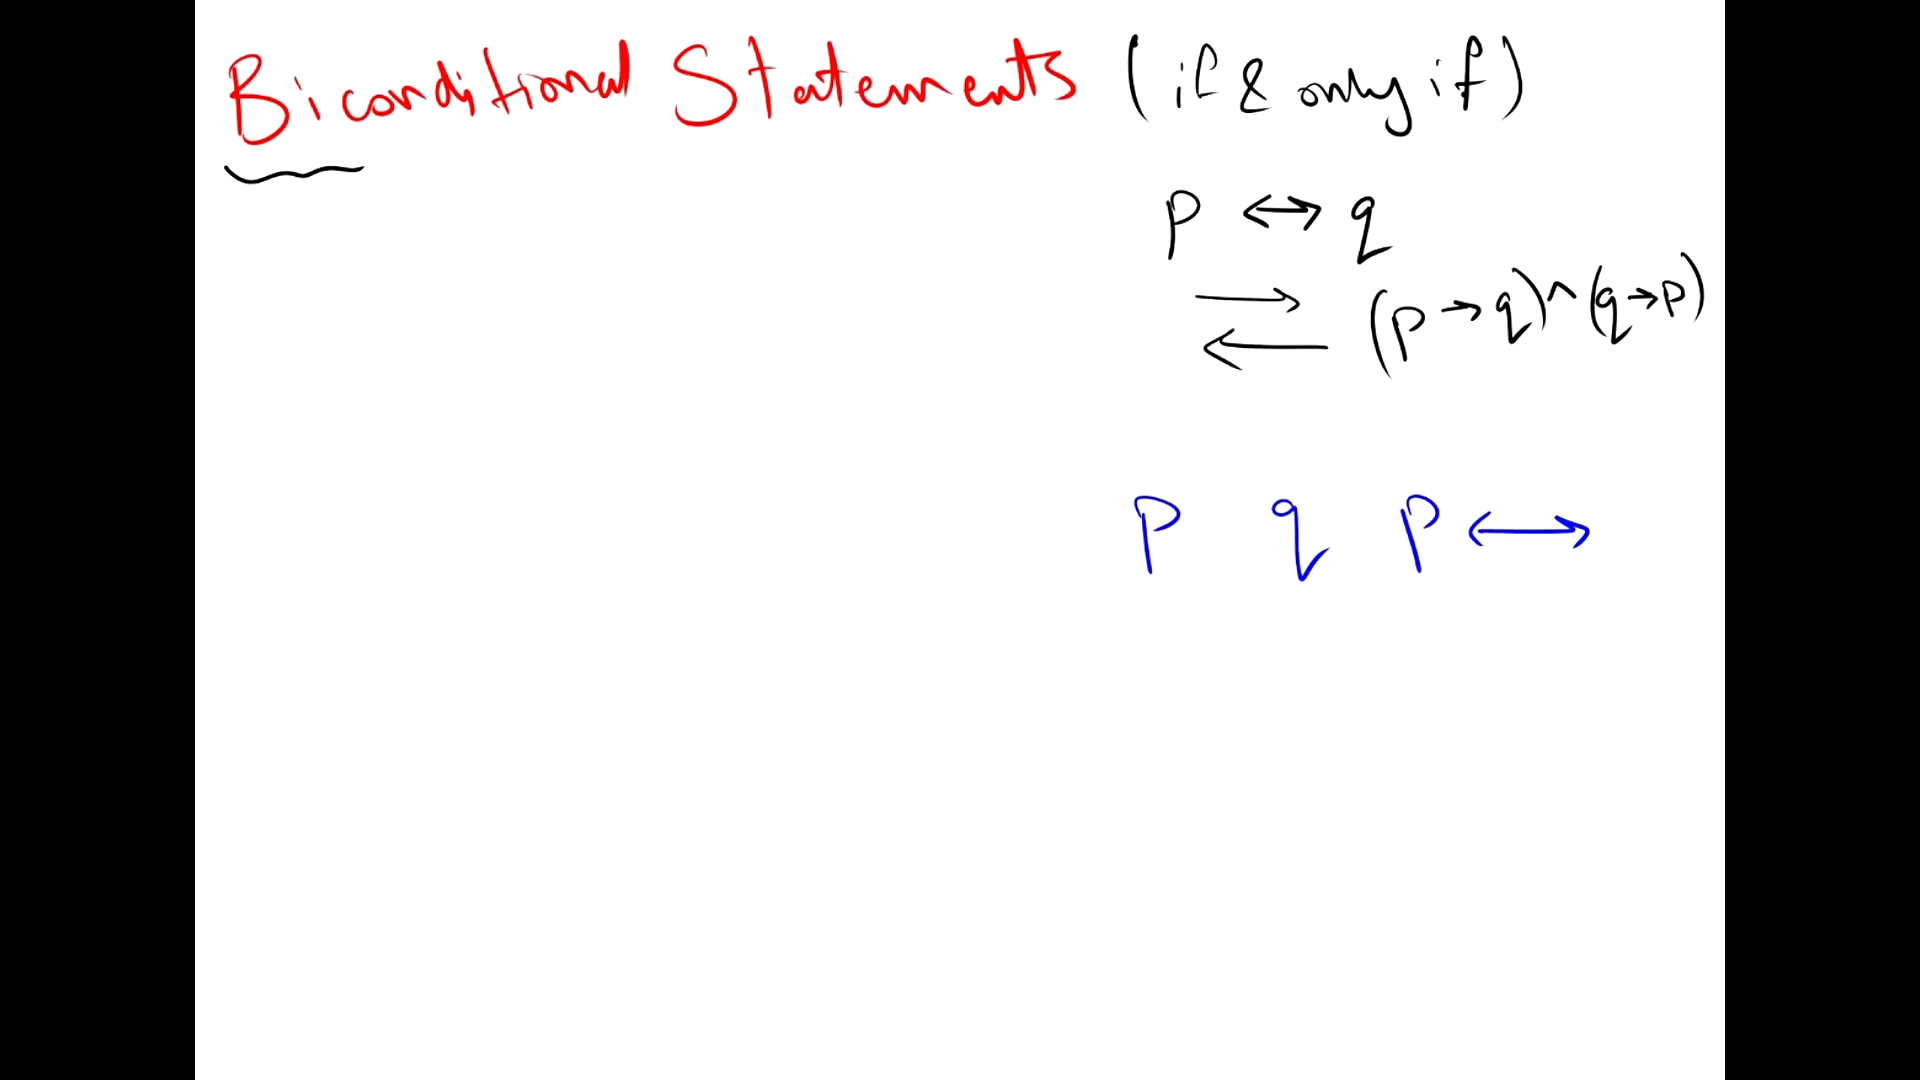 Biconditional Statements (if & only if)
p ↔ q
→ (p → q) ^ (q → p)
←
p q p ↔